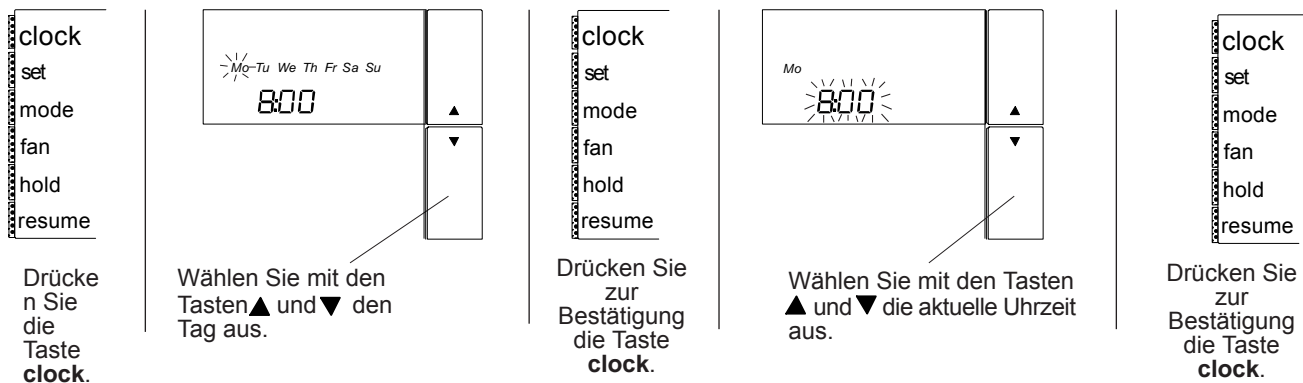 clock
set
mode
fan
hold
resume
Drücke
n Sie
die
Taste
clock.
Mo Tu We Th Fr Sa Su
8:00
▲
▼
Wählen Sie mit den
Tasten▲ und ▼ den
Tag aus.
clock
set
mode
fan
hold
resume
Drücken Sie
zur
Bestätigung
die Taste
clock.
Mo
8:00
▲
▼
Wählen Sie mit den Tasten
▲ und ▼ die aktuelle Uhrzeit
aus.
clock
set
mode
fan
hold
resume
Drücken Sie
zur
Bestätigung
die Taste
clock.